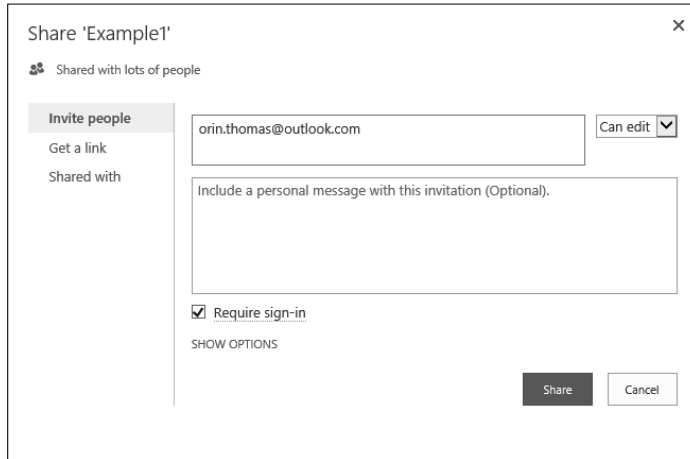 Share 'Example1'
Shared with lots of people
Invite people
Get a link
Shared with
orin.thomas@outlook.com
Can edit
Include a personal message with this invitation (Optional).
Require sign-in
SHOW OPTIONS
Share
Cancel